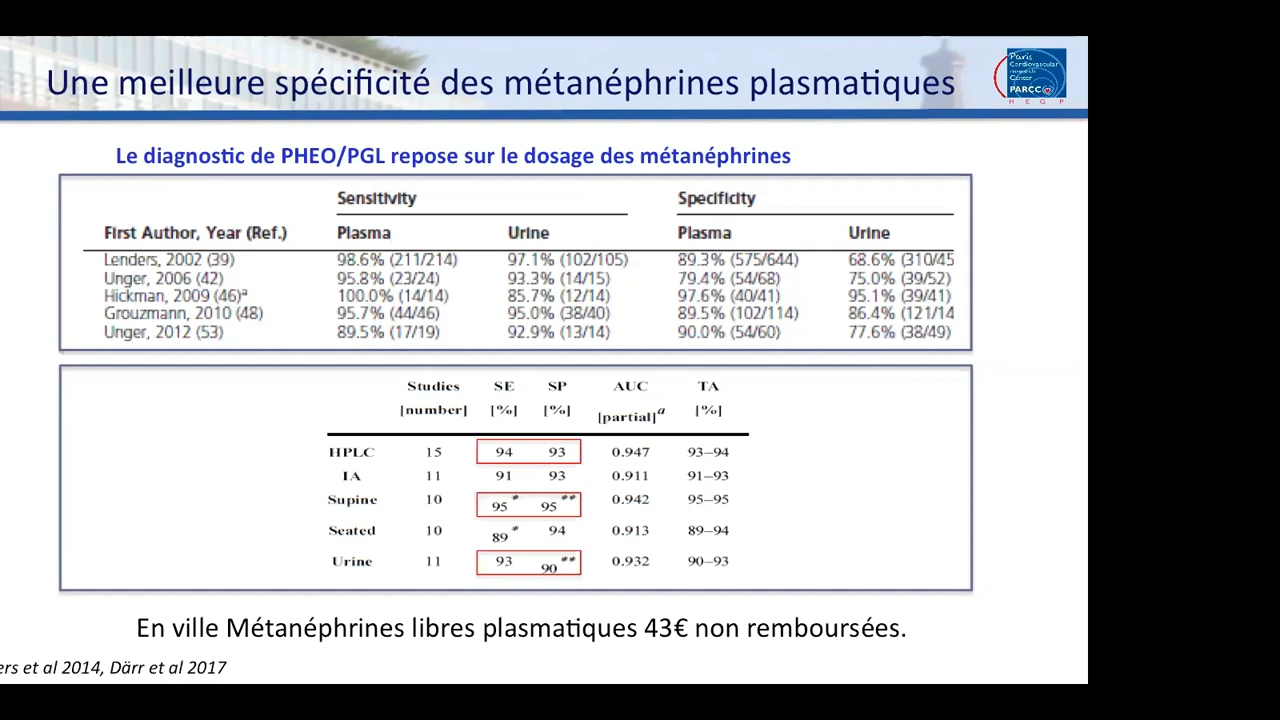 Une meilleure spécificité des métanéphrines plasmatiques
Paris
Cardiovascular
research
Center
PARCC
H E G P
Le diagnostic de PHEO/PGL repose sur le dosage des métanéphrines
Sensitivity Specificity
First Author, Year (Ref.) Plasma Urine Plasma Urine
Lenders, 2002 (39) 98.6% (211/214) 97.1% (102/105) 89.3% (575/644) 68.6% (310/45
Unger, 2006 (42) 95.8% (23/24) 93.3% (14/15) 79.4% (54/68) 75.0% (39/52)
Hickman, 2009 (46)a 100.0% (14/14) 85.7% (12/14) 97.6% (40/41) 95.1% (39/41)
Grouzmann, 2010 (48) 95.7% (44/46) 95.0% (38/40) 89.5% (102/114) 86.4% (121/14
Unger, 2012 (53) 89.5% (17/19) 92.9% (13/14) 90.0% (54/60) 77.6% (38/49)
Studies SE SP AUC TA
[number] [%] [%] [partial]a [%]
HPLC 15 94 93 0.947 93–94
IA 11 91 93 0.911 91–93
Supine 10 95* 95** 0.942 95–95
Seated 10 89* 94 0.913 89–94
Urine 11 93 90** 0.932 90–93
En ville Métanéphrines libres plasmatiques 43€ non remboursées.
ers et al 2014, Därr et al 2017